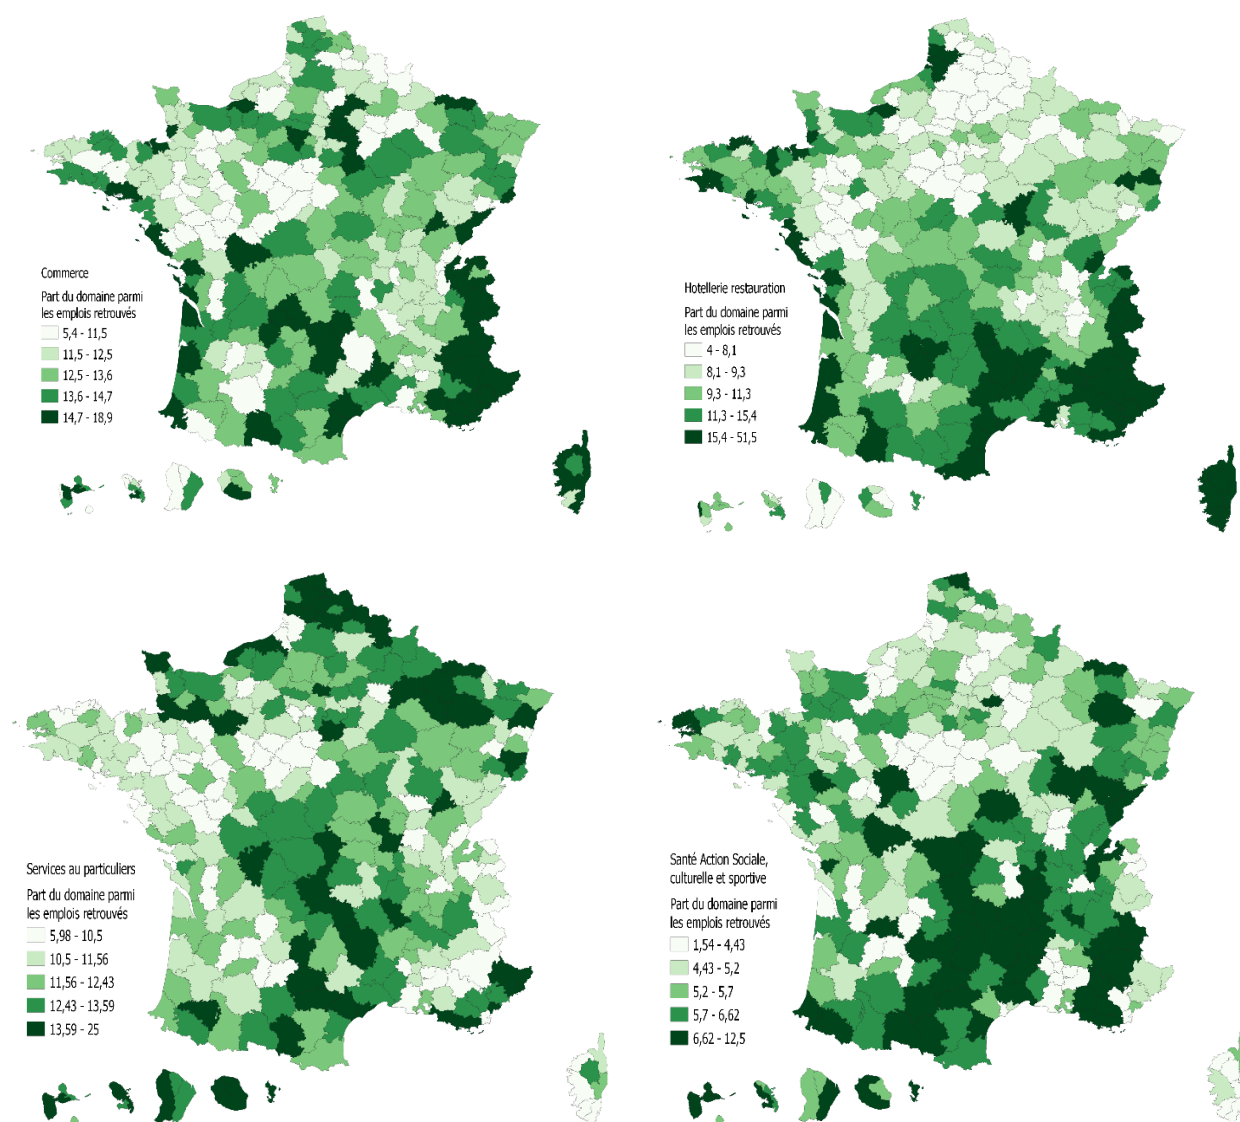 Commerce
Part du domaine parmi
les emplois retrouvés
5,4 - 11,5
11,5 - 12,5
12,5 - 13,6
13,6 - 14,7
14,7 - 18,9
Hotellerie restauration
Part du domaine parmi
les emplois retrouvés
4 - 8,1
8,1 - 9,3
9,3 - 11,3
11,3 - 15,4
15,4 - 51,5
Services au particuliers
Part du domaine parmi
les emplois retrouvés
5,98 - 10,5
10,5 - 11,56
11,56 - 12,43
12,43 - 13,59
13,59 - 25
Santé Action Sociale,
culturelle et sportive
Part du domaine parmi
les emplois retrouvés
1,54 - 4,43
4,43 - 5,2
5,2 - 5,7
5,7 - 6,62
6,62 - 12,5